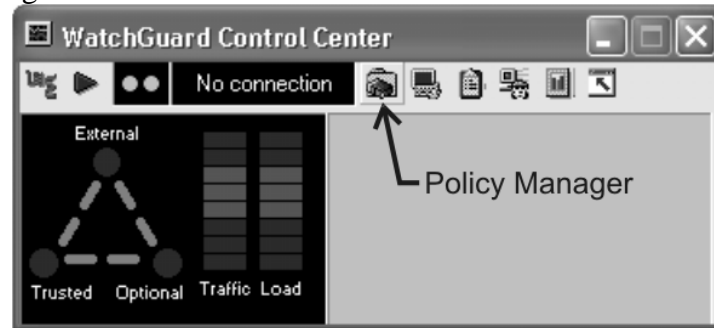 WatchGuard Control Center
No connection
External
Policy Manager
Trusted Optional Traffic Load